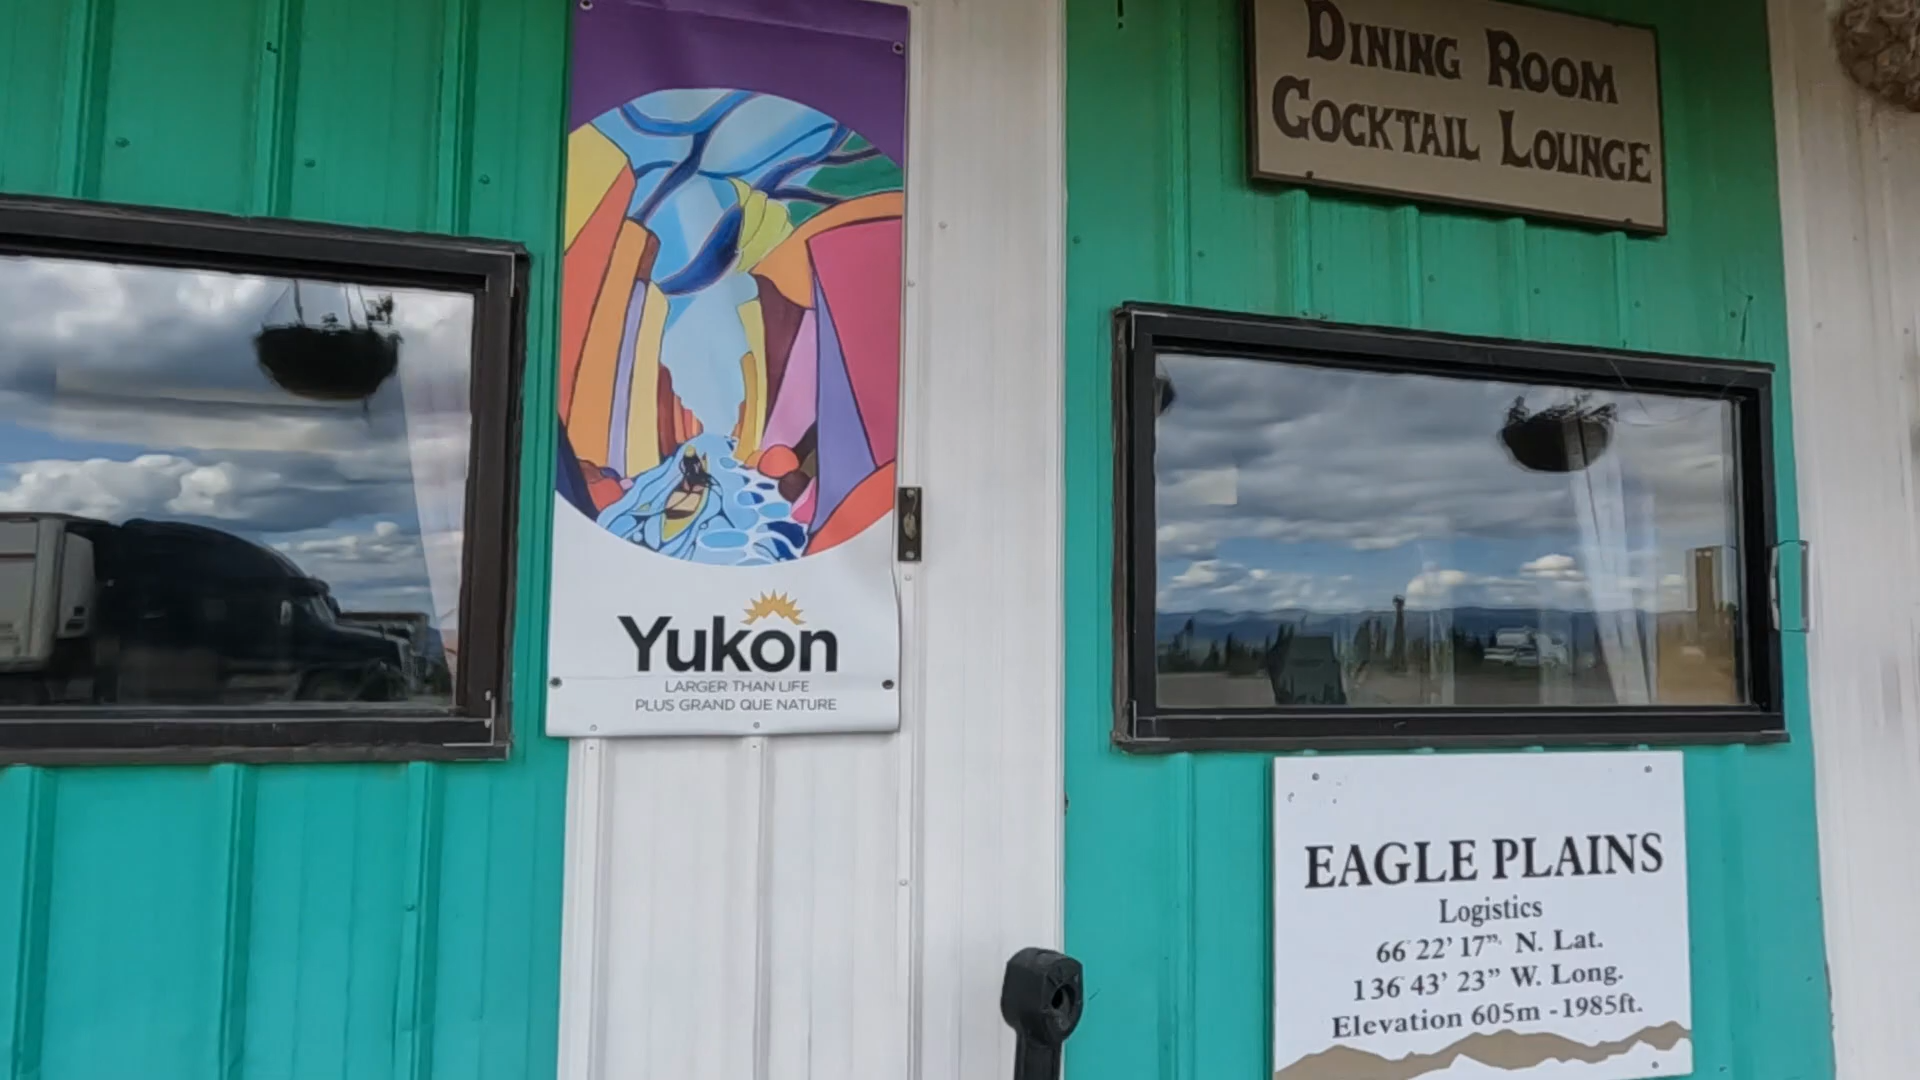 DINING ROOM
COCKTAIL LOUNGE
Yukon
LARGER THAN LIFE
PLUS GRAND QUE NATURE
EAGLE PLAINS
Logistics
66° 22' 17"· N. Lat.
136° 43' 23" W. Long.
Elevation 605m - 1985ft.